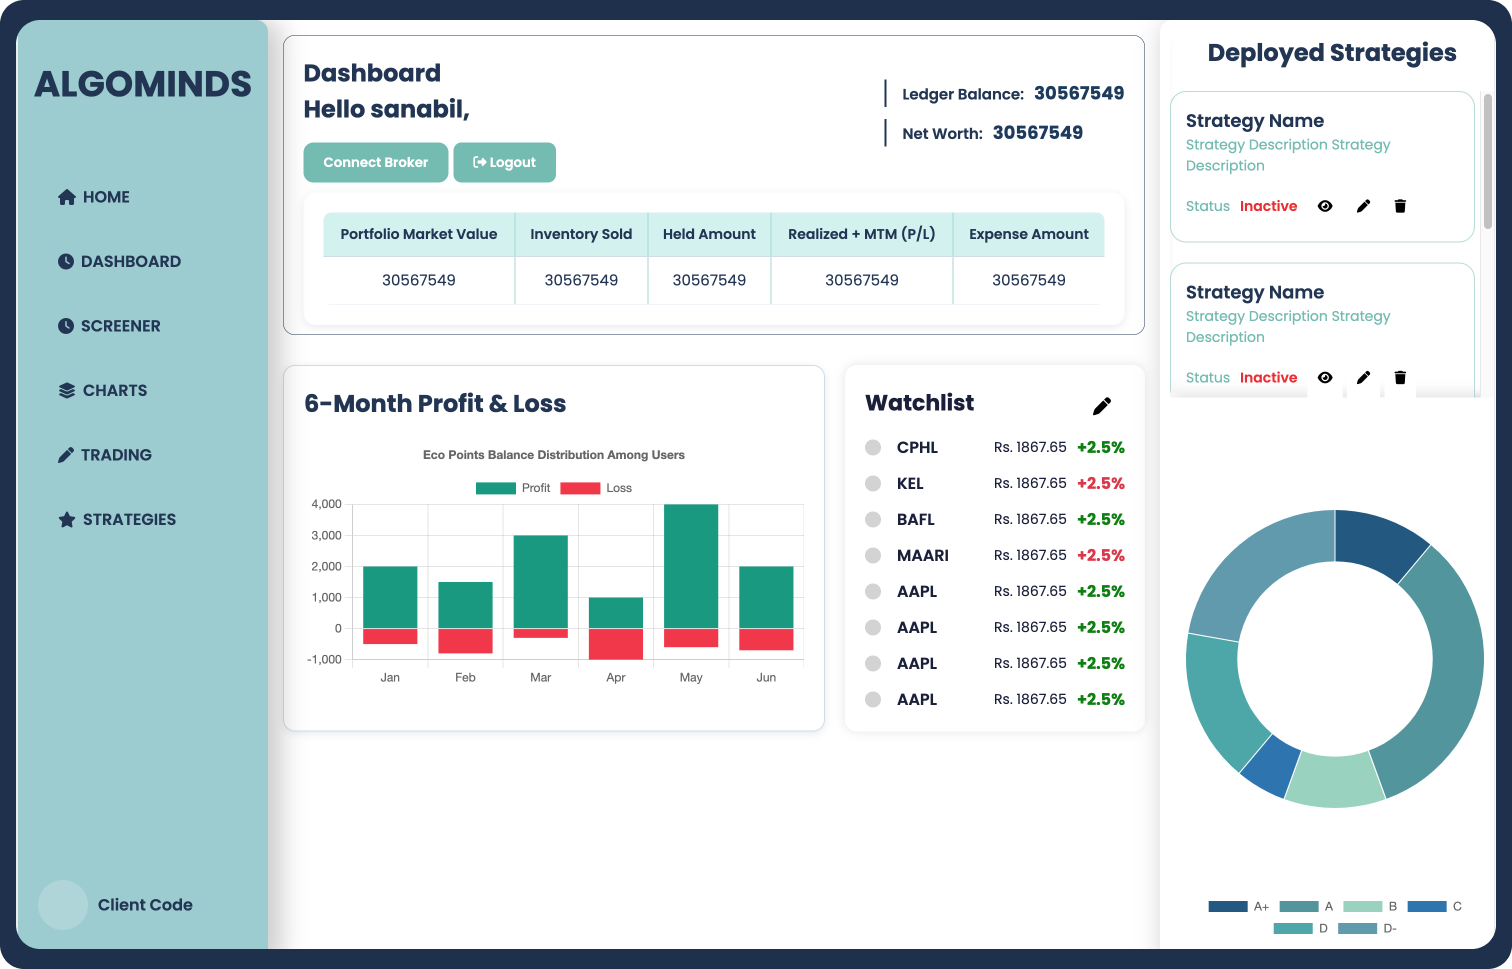 ALGOMINDS
HOME
DASHBOARD
SCREENER
CHARTS
TRADING
STRATEGIES
Client Code
Dashboard
Hello sanabil,
Connect Broker
Logout
Ledger Balance: 30567549
Net Worth: 30567549
Portfolio Market Value Inventory Sold Held Amount Realized + MTM (P/L) Expense Amount
30567549 30567549 30567549 30567549 30567549
6-Month Profit & Loss
Eco Points Balance Distribution Among Users
Profit Loss
4,000
3,000
2,000
1,000
0
-1,000
Jan Feb Mar Apr May Jun
Watchlist
CPHL Rs. 1867.65 +2.5%
KEL Rs. 1867.65 +2.5%
BAFL Rs. 1867.65 +2.5%
MAARI Rs. 1867.65 +2.5%
AAPL Rs. 1867.65 +2.5%
AAPL Rs. 1867.65 +2.5%
AAPL Rs. 1867.65 +2.5%
AAPL Rs. 1867.65 +2.5%
Deployed Strategies
Strategy Name
Strategy Description Strategy
Description
Status Inactive
Strategy Name
Strategy Description Strategy
Description
Status Inactive
A+ A B C
D D-